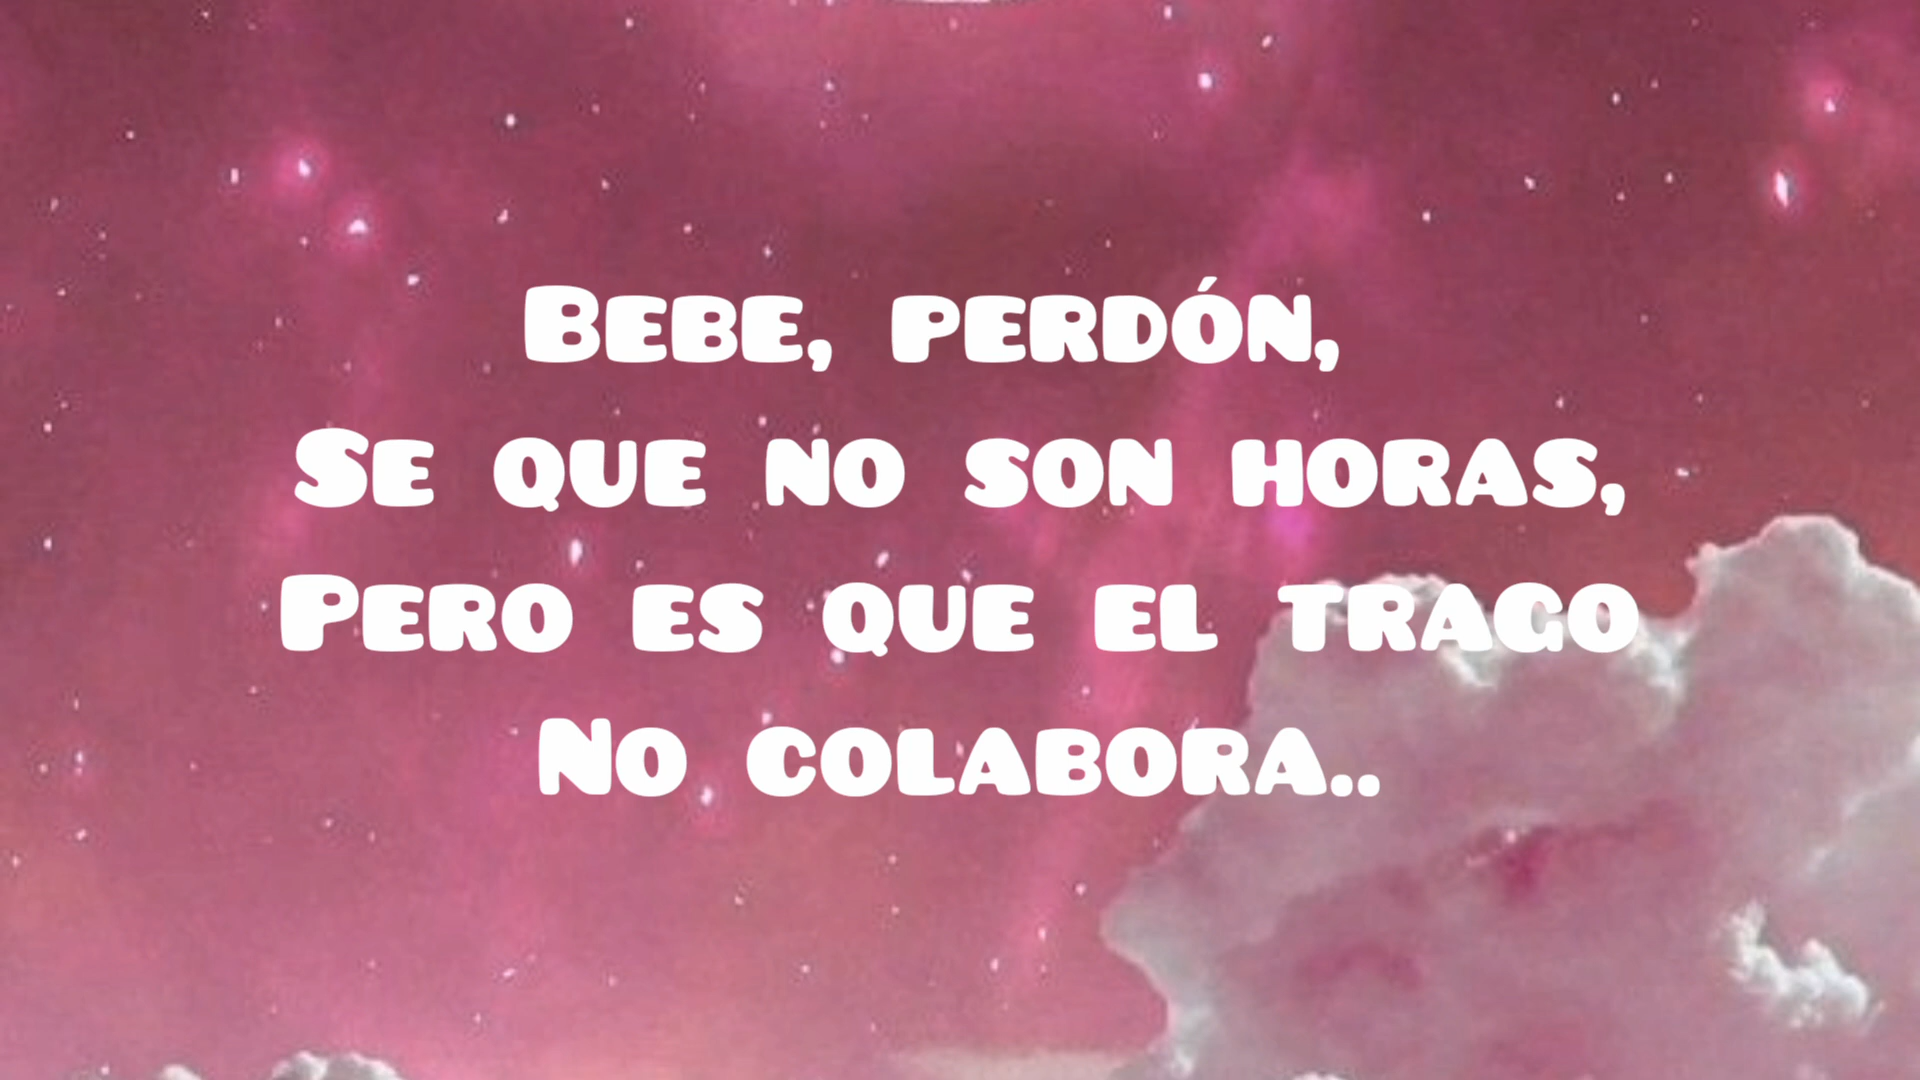 Bebe, perdón,
Se que no son horas,
Pero es que el trago
No colabora..